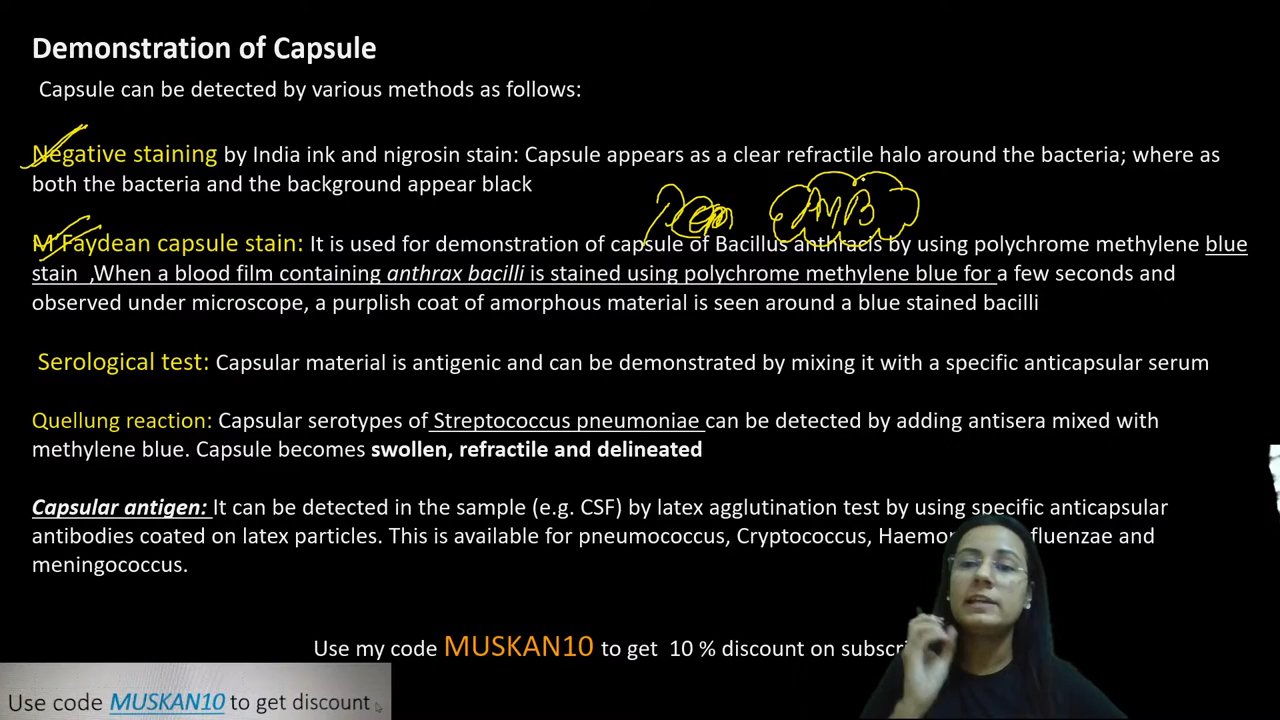 Demonstration of Capsule
Capsule can be detected by various methods as follows:
Negative staining by India ink and nigrosin stain: Capsule appears as a clear refractile halo around the bacteria; where as
both the bacteria and the background appear black
M'Faydean capsule stain: It is used for demonstration of capsule of Bacillus anthracis by using polychrome methylene blue
stain ,When a blood film containing anthrax bacilli is stained using polychrome methylene blue for a few seconds and
observed under microscope, a purplish coat of amorphous material is seen around a blue stained bacilli
Serological test: Capsular material is antigenic and can be demonstrated by mixing it with a specific anticapsular serum
Quellung reaction: Capsular serotypes of Streptococcus pneumoniae can be detected by adding antisera mixed with
methylene blue. Capsule becomes swollen, refractile and delineated
Capsular antigen: It can be detected in the sample (e.g. CSF) by latex agglutination test by using specific anticapsular
antibodies coated on latex particles. This is available for pneumococcus, Cryptococcus, Haemo fluenzae and
meningococcus.
Use my code MUSKAN10 to get 10 % discount on subscri
Use code MUSKAN10 to get discount